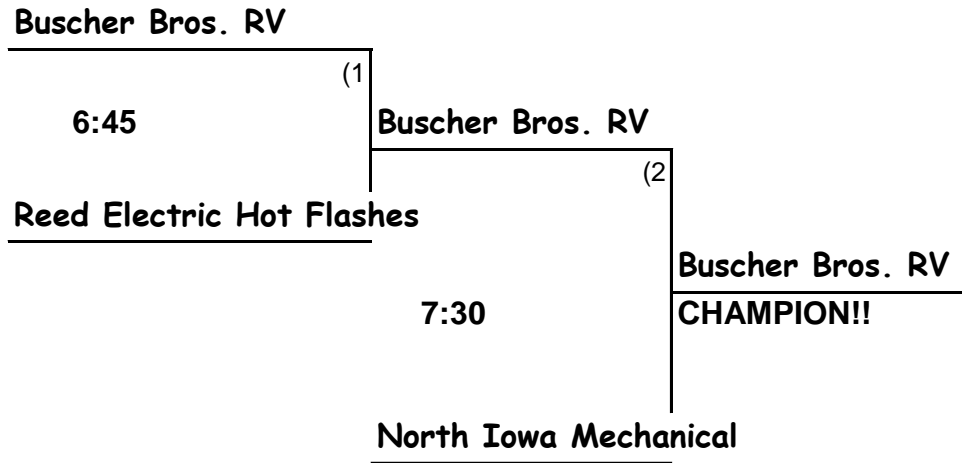 Buscher Bros. RV
(1
6:45
Buscher Bros. RV
(2
Reed Electric Hot Flashes
Buscher Bros. RV
7:30
CHAMPION!!
North Iowa Mechanical